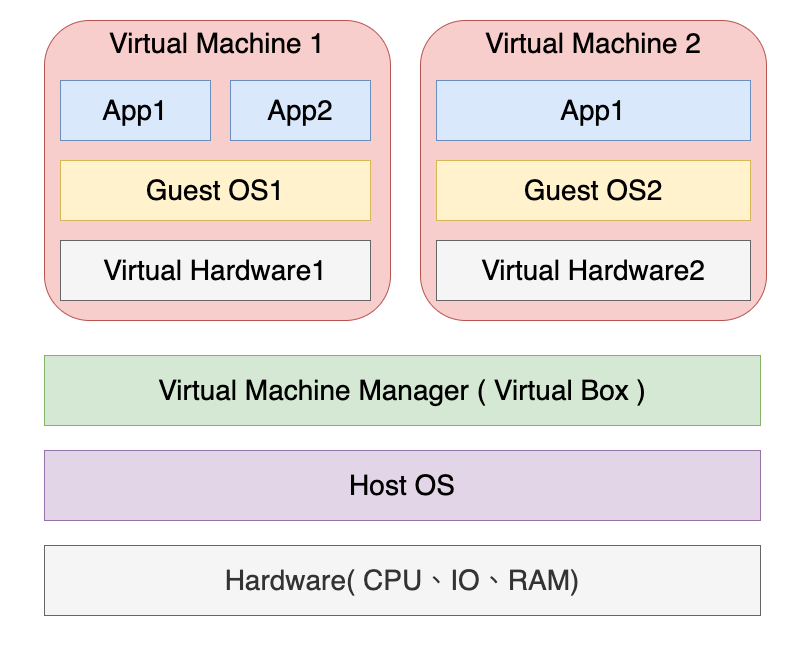 Virtual Machine 1
App1
App2
Guest OS1
Virtual Hardware1
Virtual Machine 2
App1
Guest OS2
Virtual Hardware2
Virtual Machine Manager ( Virtual Box )
Host OS
Hardware( CPU、IO、RAM)